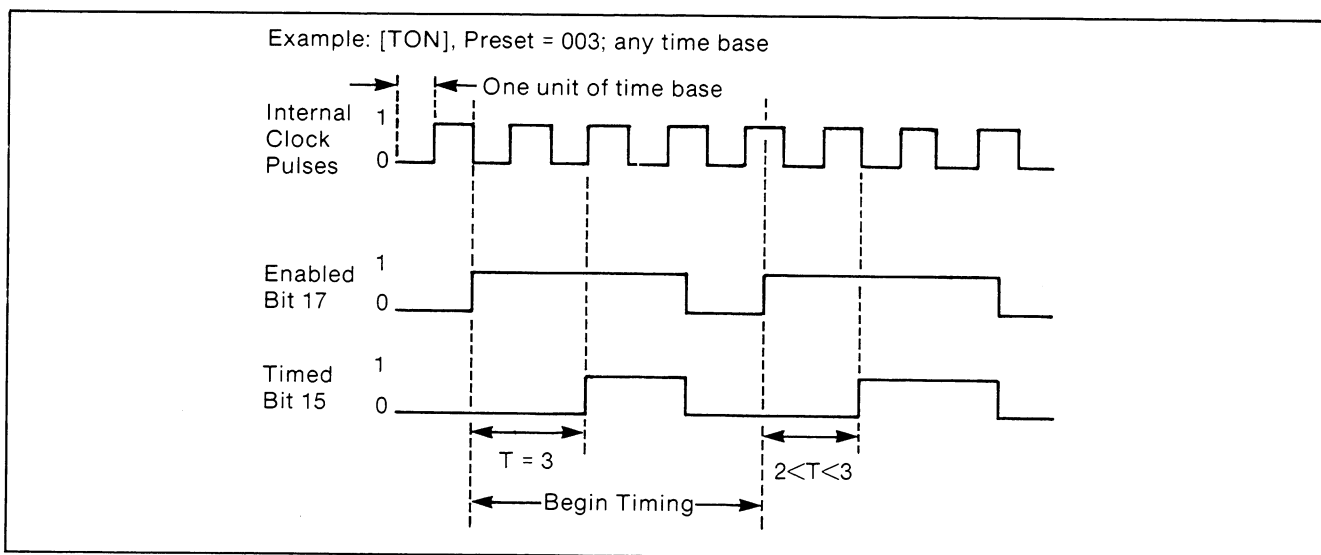 Example: [TON], Preset = 003; any time base
One unit of time base
Internal
Clock
Pulses
1
0
Enabled
Bit 17
1
0
Timed
Bit 15
1
0
T = 3
2<T<3
Begin Timing